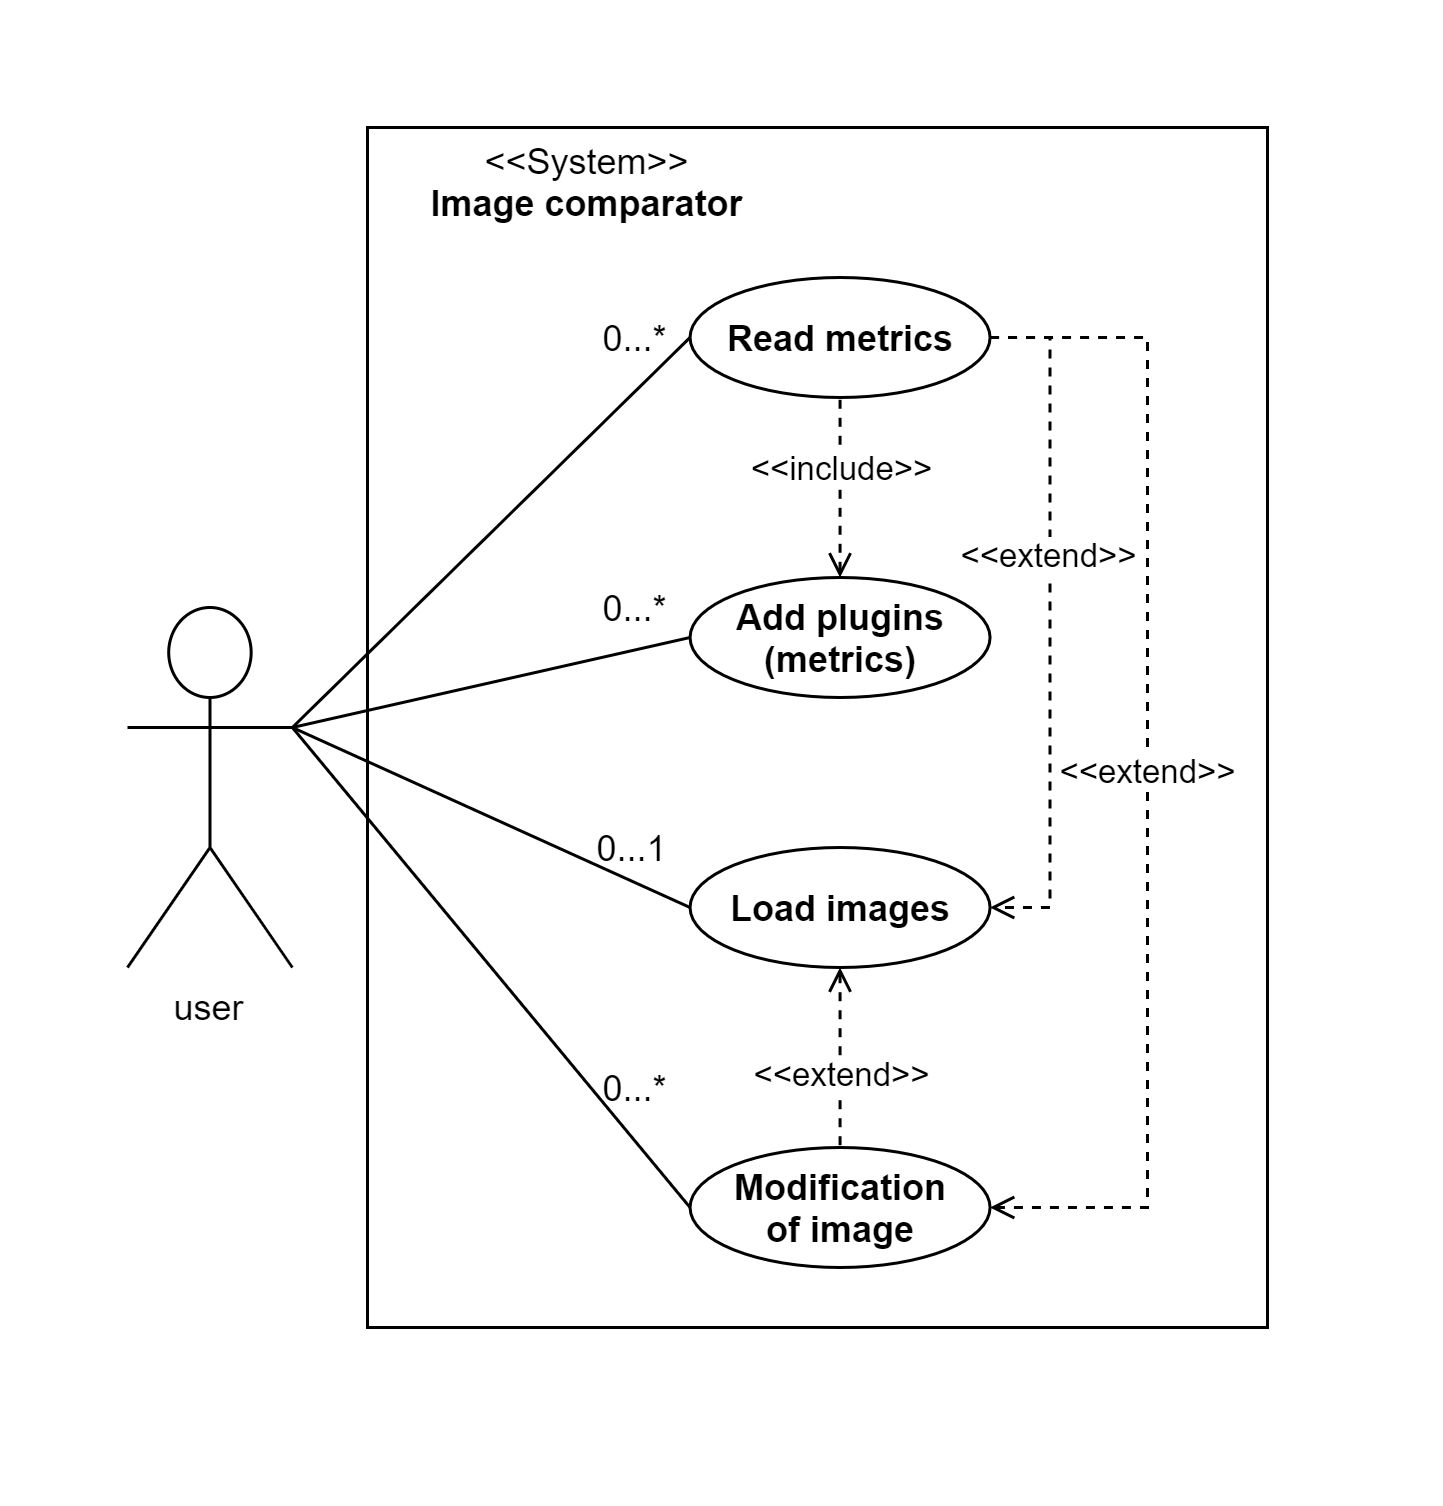 <<System>>
Image comparator
0...*
Read metrics
<<include>>
<<extend>>
0...*
Add plugins
(metrics)
<<extend>>
0...1
Load images
user
<<extend>>
0...*
Modification
of image